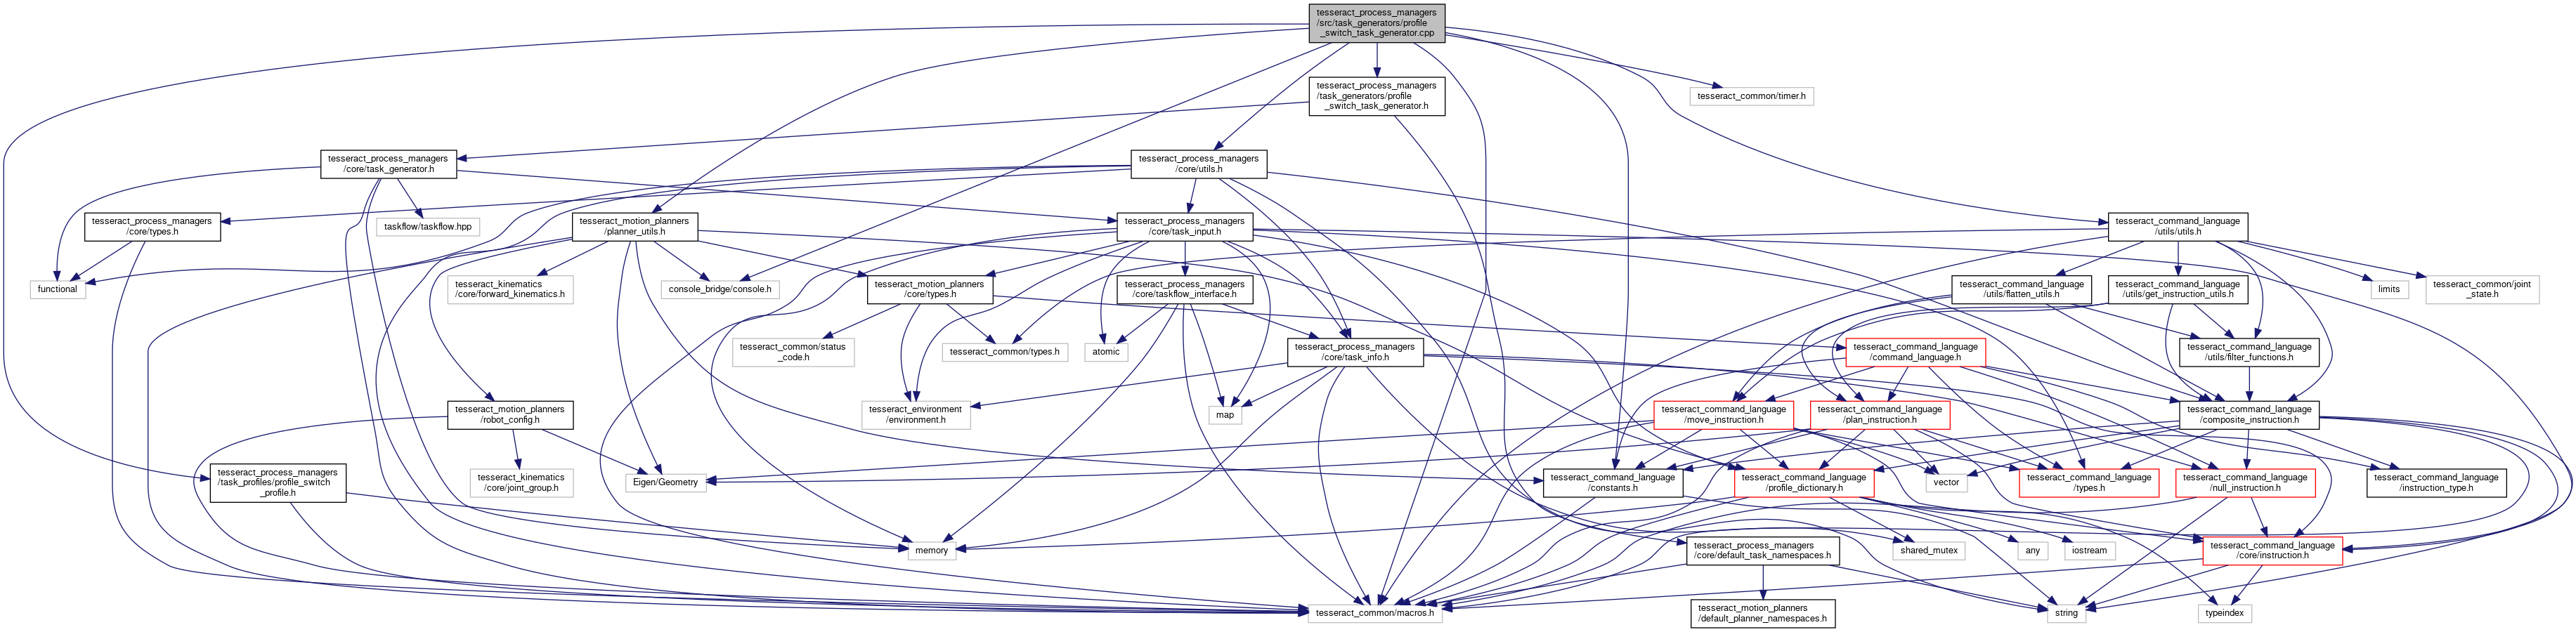 tesseract_process_managers
/src/task_generators/profile
_switch_task_generator.cpp
tesseract_process_managers
/task_generators/profile
_switch_task_generator.h
tesseract_common/timer.h
tesseract_process_managers
/core/task_generator.h
tesseract_process_managers
/core/utils.h
tesseract_process_managers
/core/types.h
taskflow/taskflow.hpp
tesseract_motion_planners
/planner_utils.h
tesseract_process_managers
/core/task_input.h
tesseract_command_language
/utils/utils.h
functional
tesseract_kinematics
/core/forward_kinematics.h
console_bridge/console.h
tesseract_motion_planners
/core/types.h
tesseract_process_managers
/core/taskflow_interface.h
tesseract_command_language
/utils/flatten_utils.h
tesseract_command_language
/utils/get_instruction_utils.h
limits
tesseract_common/joint
_state.h
tesseract_common/status
_code.h
tesseract_common/types.h
atomic
tesseract_process_managers
/core/task_info.h
tesseract_command_language
/command_language.h
tesseract_command_language
/utils/filter_functions.h
tesseract_motion_planners
/robot_config.h
tesseract_environment
/environment.h
map
tesseract_command_language
/move_instruction.h
tesseract_command_language
/plan_instruction.h
tesseract_command_language
/composite_instruction.h
tesseract_process_managers
/task_profiles/profile_switch
_profile.h
tesseract_kinematics
/core/joint_group.h
Eigen/Geometry
tesseract_command_language
/constants.h
tesseract_command_language
/profile_dictionary.h
vector
tesseract_command_language
/types.h
tesseract_command_language
/null_instruction.h
tesseract_command_language
/instruction_type.h
memory
tesseract_process_managers
/core/default_task_namespaces.h
shared_mutex
any
iostream
tesseract_command_language
/core/instruction.h
tesseract_common/macros.h
tesseract_motion_planners
/default_planner_namespaces.h
string
typeindex